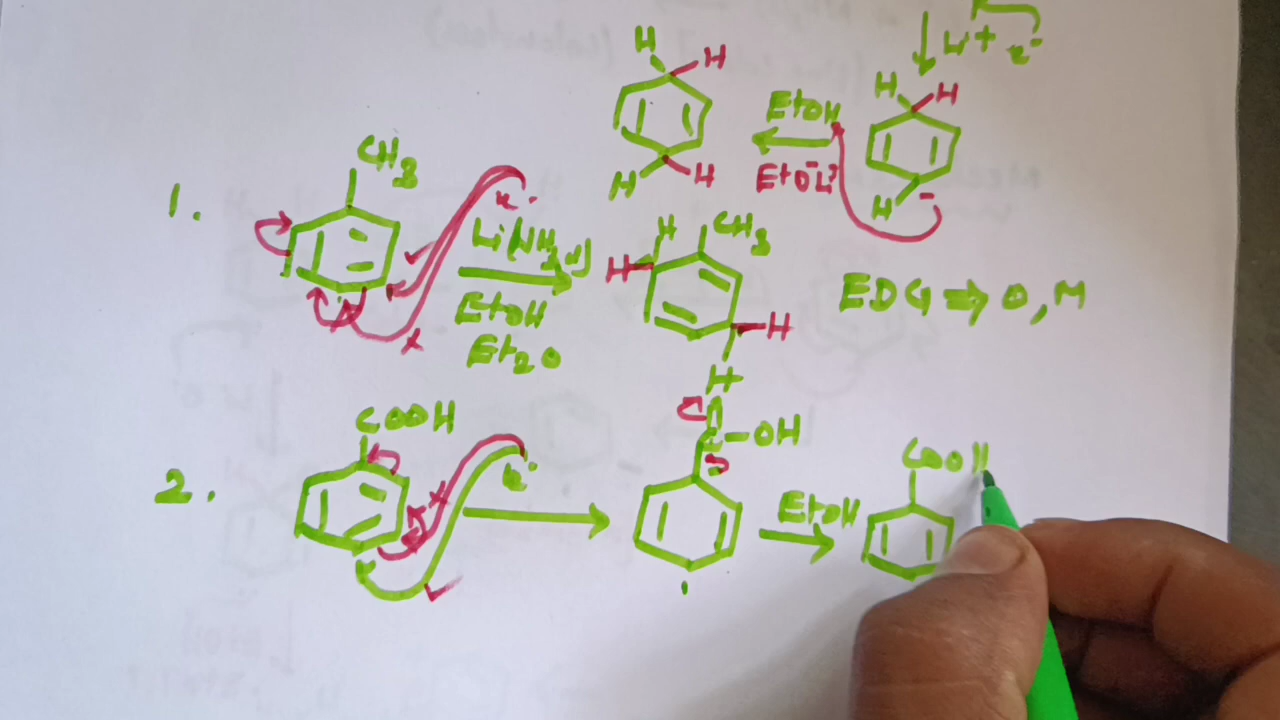 Li + e-
H H
H H
EtOH
EtO-Li+
H H
H -
1.
CH3
e-
Li/NH3(l)
EtOH
Et2O
H
H
CH3
H
H
EDG ⇒ O, M
2.
COOH
e-
O
C-OH
EtOH
COOH